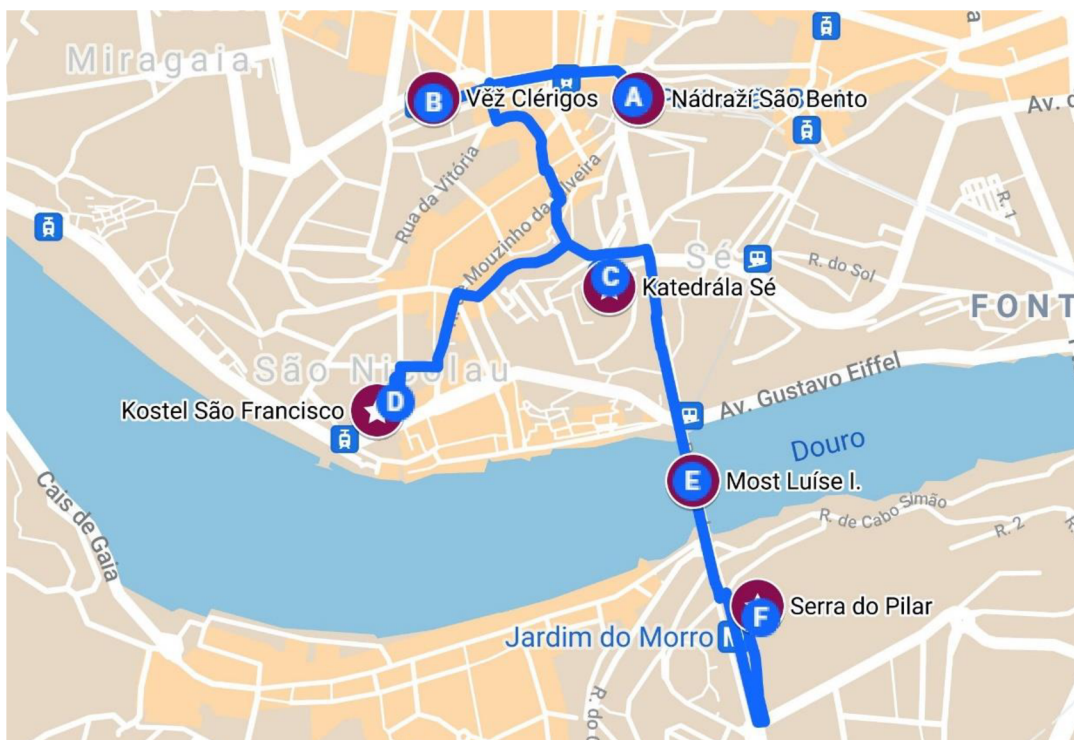 Miragaia
B
Věž Clérigos
A
Nádraží São Bento
Av. d
Rua da Vitória
R. de Mouzinho da Silveira
R. 1
Sé
R. do Sol
C
Katedrála Sé
FONT
São Nicolau
Av. Gustavo Eiffel
Kostel São Francisco
D
Douro
Cais de Gaia
E
Most Luíse I.
R. de Cabo Simão
R. 2
F
Serra do Pilar
Jardim do Morro
M
R. do